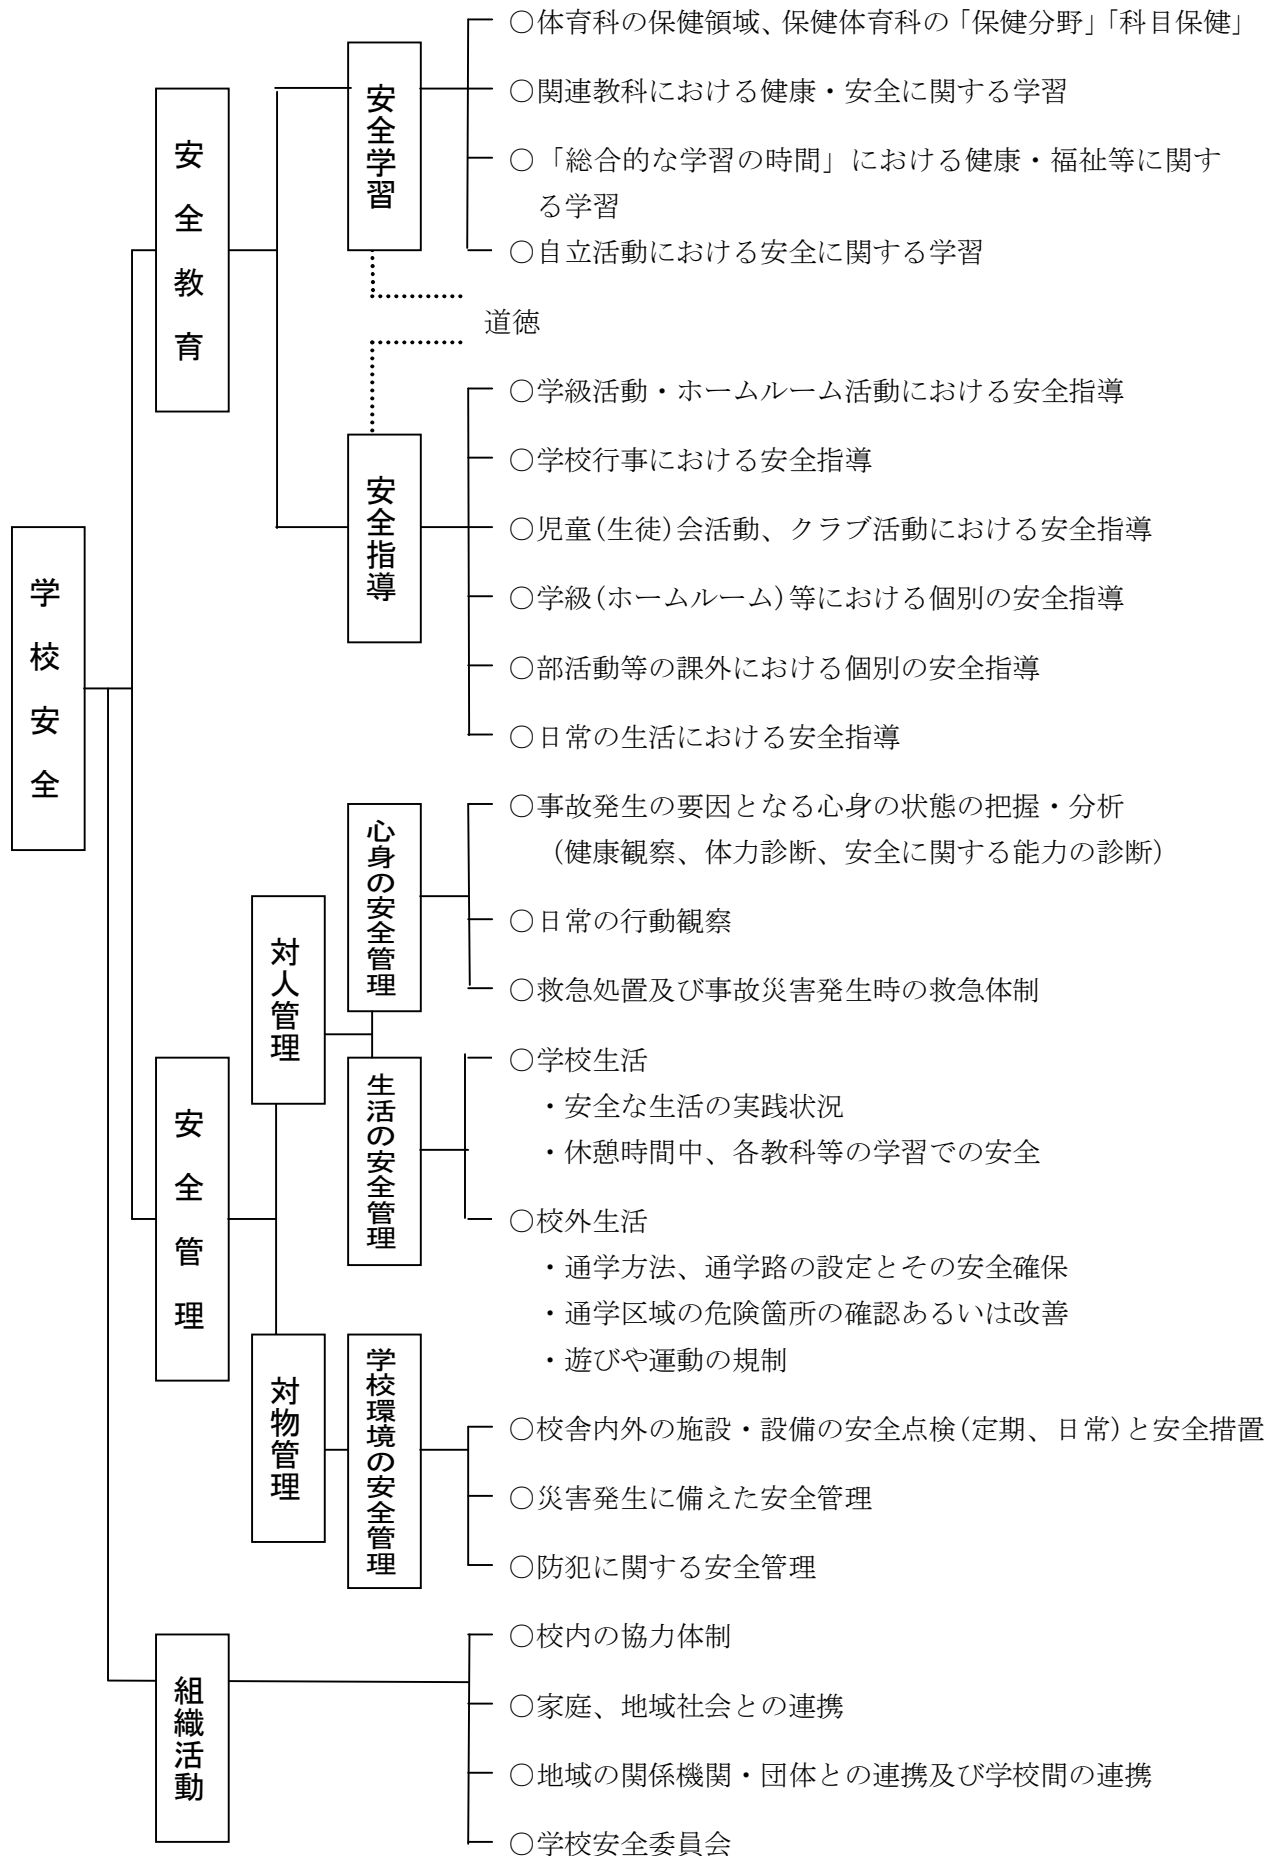 学校安全
安全教育
安全学習
○体育科の保健領域、保健体育科の「保健分野」「科目保健」
○関連教科における健康・安全に関する学習
○「総合的な学習の時間」における健康・福祉等に関す
る学習
○自立活動における安全に関する学習
道徳
安全指導
○学級活動・ホームルーム活動における安全指導
○学校行事における安全指導
○児童(生徒)会活動、クラブ活動における安全指導
○学級(ホームルーム)等における個別の安全指導
○部活動等の課外における個別の安全指導
○日常の生活における安全指導
安全管理
対人管理
心身の安全管理
○事故発生の要因となる心身の状態の把握・分析
（健康観察、体力診断、安全に関する能力の診断）
○日常の行動観察
○救急処置及び事故災害発生時の救急体制
生活の安全管理
○学校生活
・安全な生活の実践状況
・休憩時間中、各教科等の学習での安全
○校外生活
・通学方法、通学路の設定とその安全確保
・通学区域の危険箇所の確認あるいは改善
・遊びや運動の規制
対物管理
学校環境の安全管理
○校舎内外の施設・設備の安全点検(定期、日常)と安全措置
○災害発生に備えた安全管理
○防犯に関する安全管理
組織活動
○校内の協力体制
○家庭、地域社会との連携
○地域の関係機関・団体との連携及び学校間の連携
○学校安全委員会